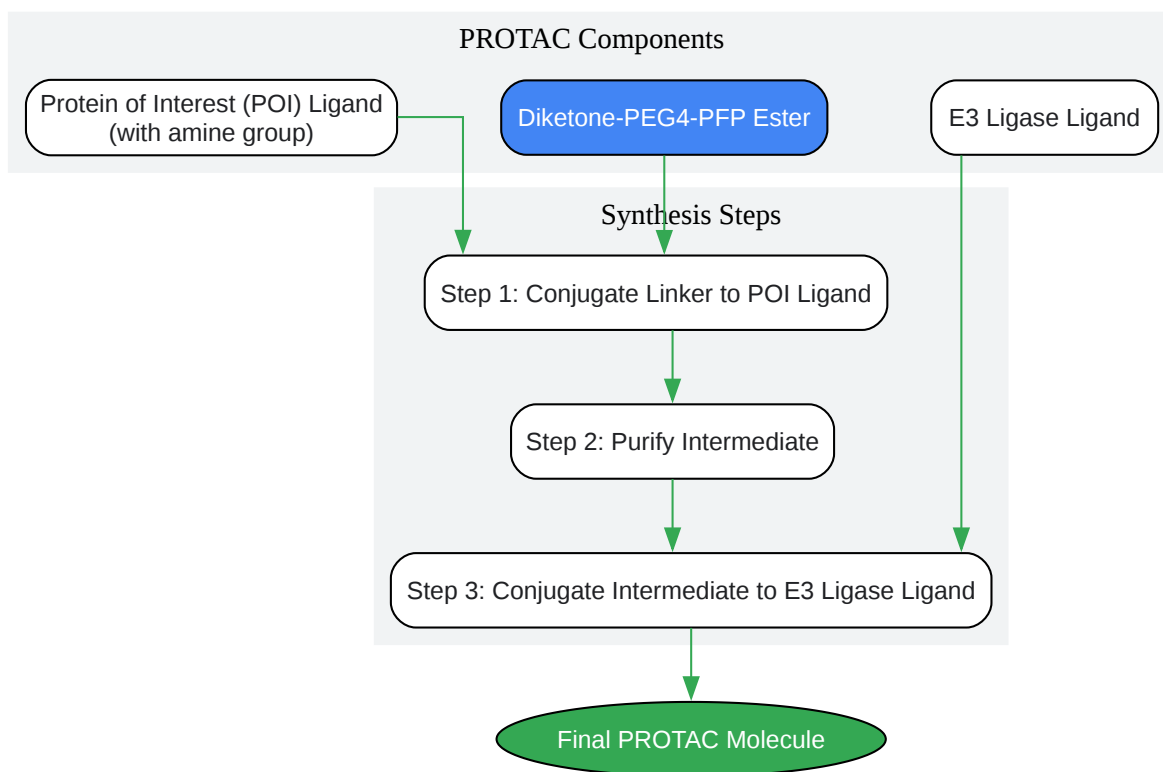 PROTAC Components
Protein of Interest (POI) Ligand
(with amine group)
Diketone-PEG4-PFP Ester
E3 Ligase Ligand
Synthesis Steps
Step 1: Conjugate Linker to POI Ligand
Step 2: Purify Intermediate
Step 3: Conjugate Intermediate to E3 Ligase Ligand
Final PROTAC Molecule